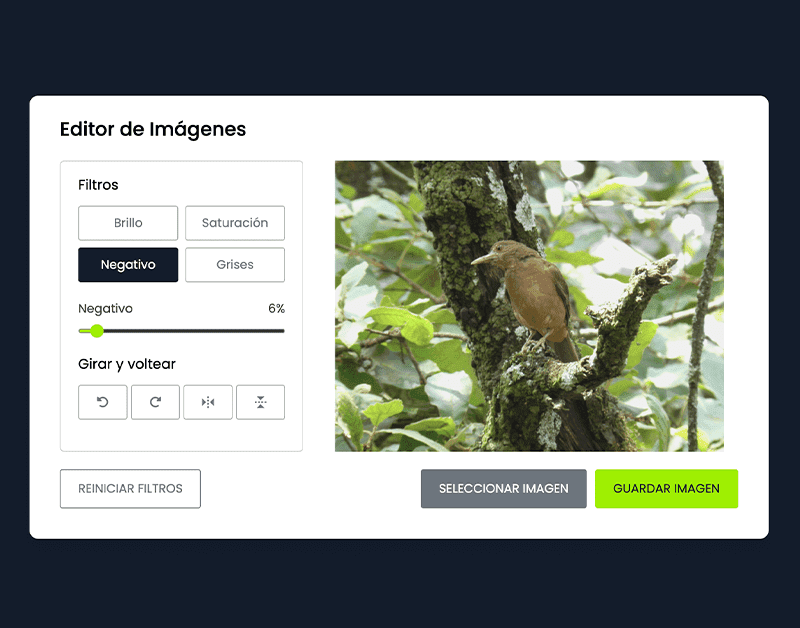 Editor de Imágenes
Filtros
Brillo
Saturación
Negativo
Grises
Negativo 6%
Girar y voltear
REINICIAR FILTROS
SELECCIONAR IMAGEN
GUARDAR IMAGEN